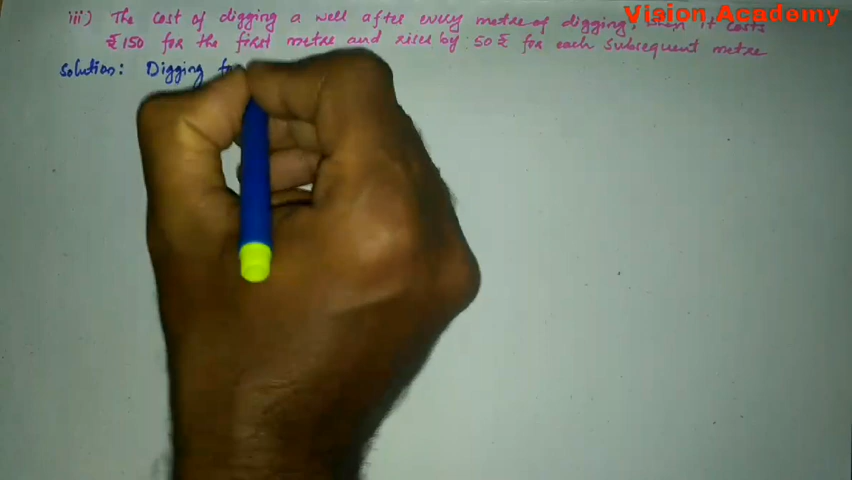 Vision Academy
iii) The cost of digging a well after every metre of digging, when it costs
₹150 for the first metre and rises by 50 ₹ for each subsequent metre
Solution: Digging for